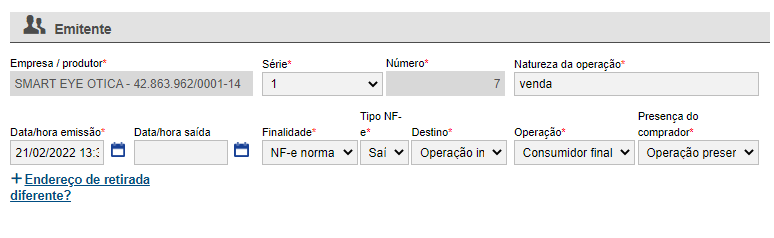 Emitente
Empresa / produtor* Série* Número* Natureza da operação*
SMART EYE OTICA - 42.863.962/0001-14 1 7 venda
Data/hora emissão* Data/hora saída Finalidade* Tipo NF-e* Destino* Operação* Presença do comprador*
21/02/2022 13:3 NF-e norma Saí Operação in Consumidor final Operação preser
+ Endereço de retirada
diferente?